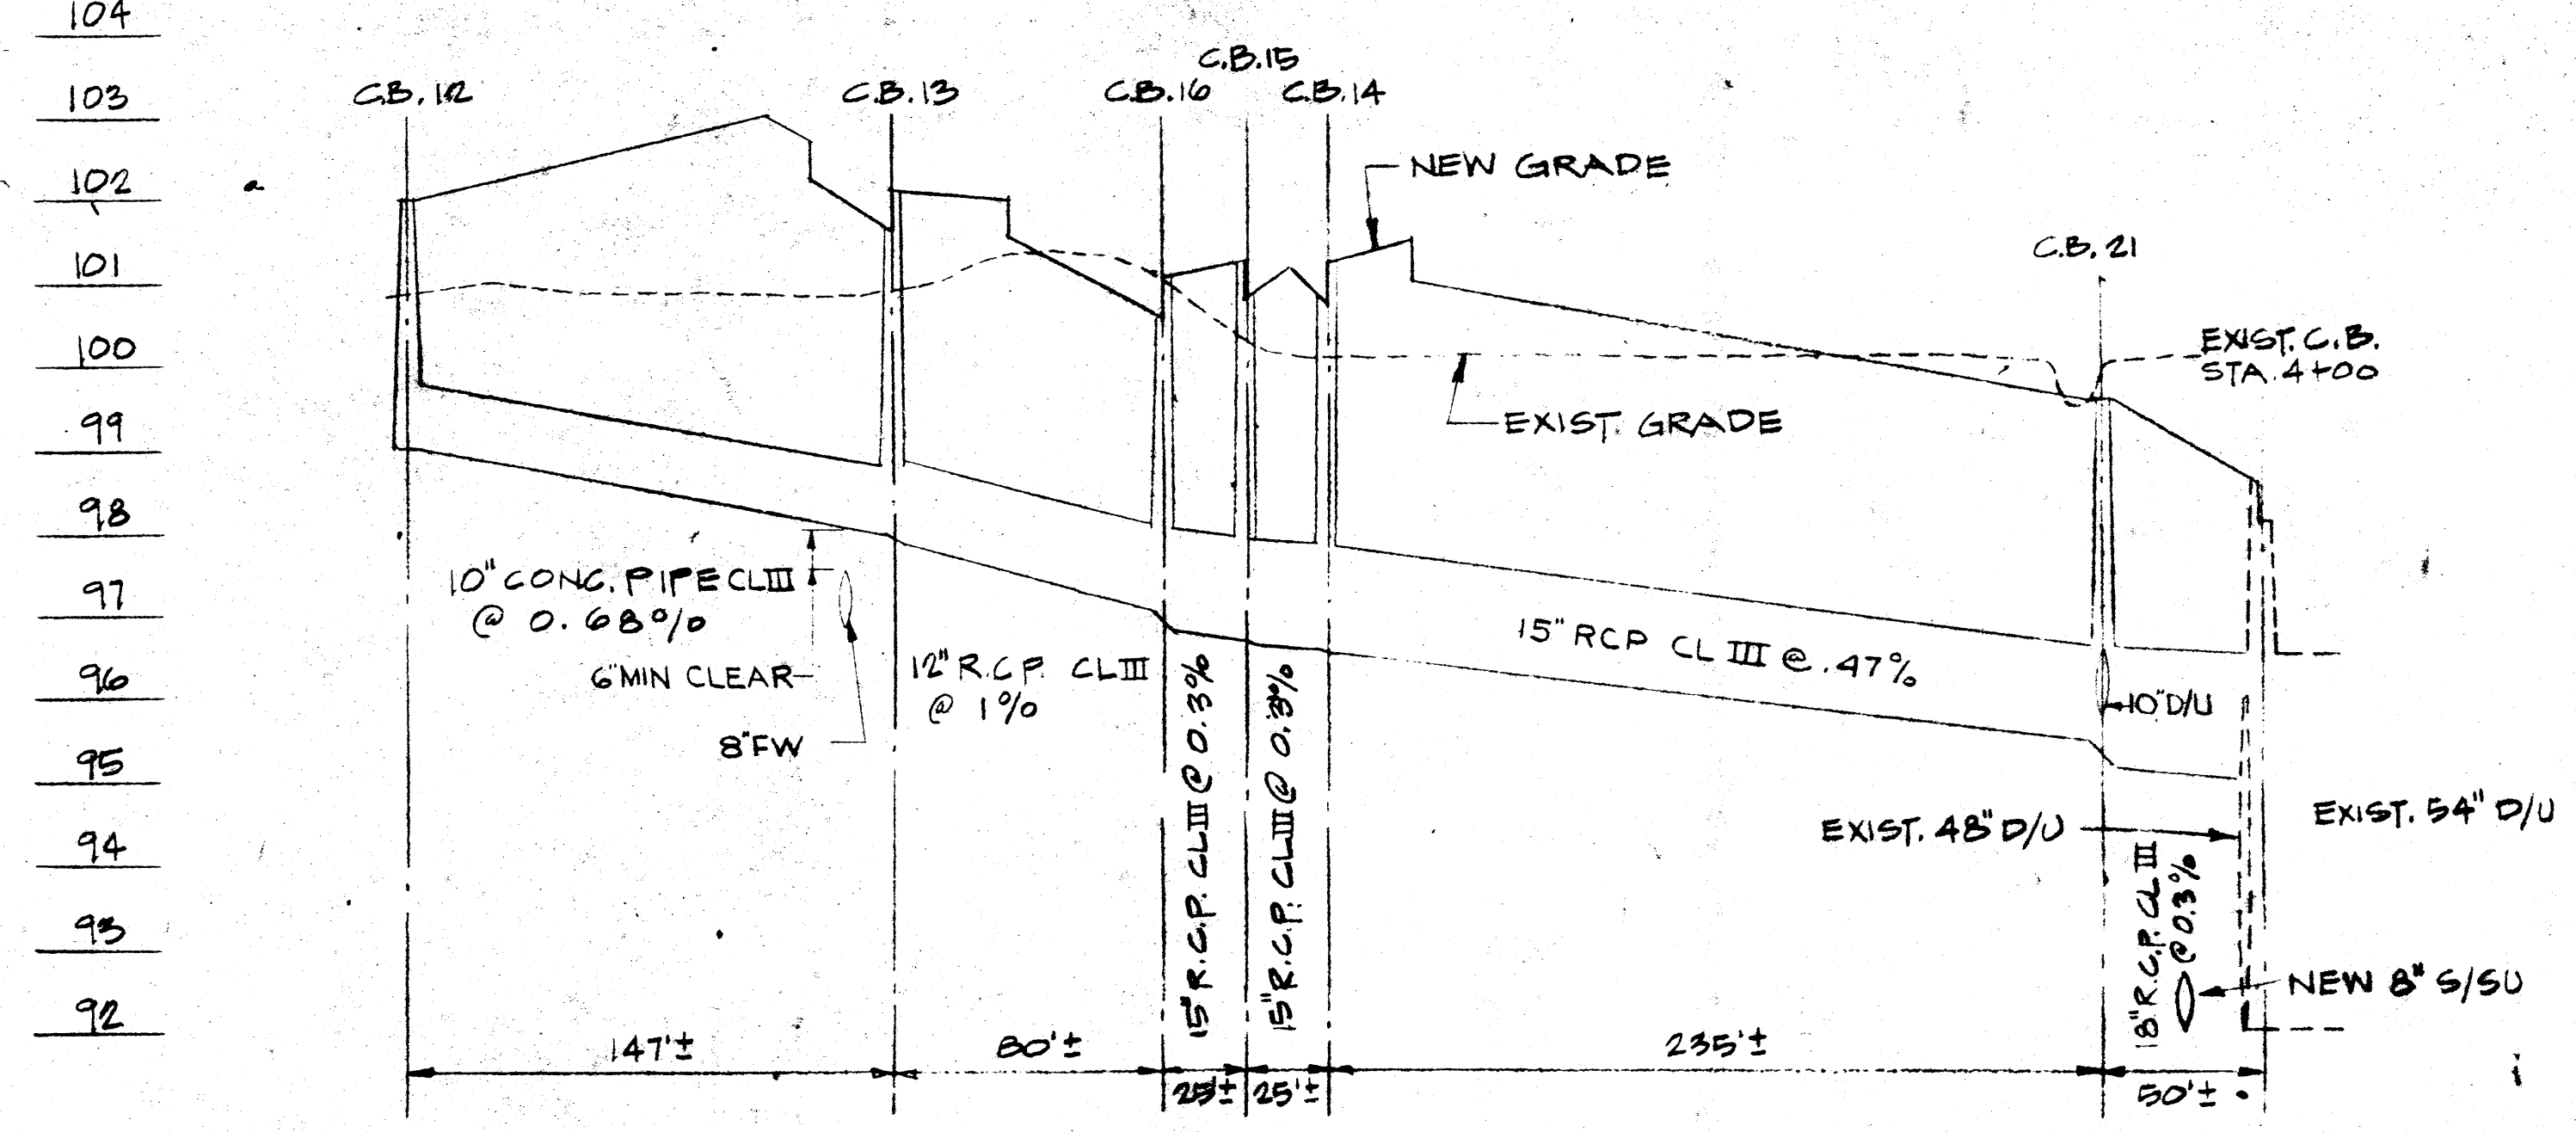 104
103
102
101
100
99
98
97
96
95
94
93
92
C.B. 12
C.B. 13
C.B. 16
C.B. 15
C.B. 14
NEW GRADE
C.B. 21
EXIST. C.B.
STA. 4+00
EXIST. GRADE
10" CONC. PIPE CL III
@ 0.68%
6" MIN CLEAR
8" FW
12" R.C.P. CL III
@ 1%
15" R.C.P. CL III @ 0.3%
15" R.C.P. CL III @ 0.3%
15" RCP CL III @ .47%
10" D/U
EXIST. 48" D/U
EXIST. 54" D/U
18" R.C.P. CL III
@ 0.3%
NEW 8" S/SU
147'±
80'±
25'±
25'±
235'±
50'±